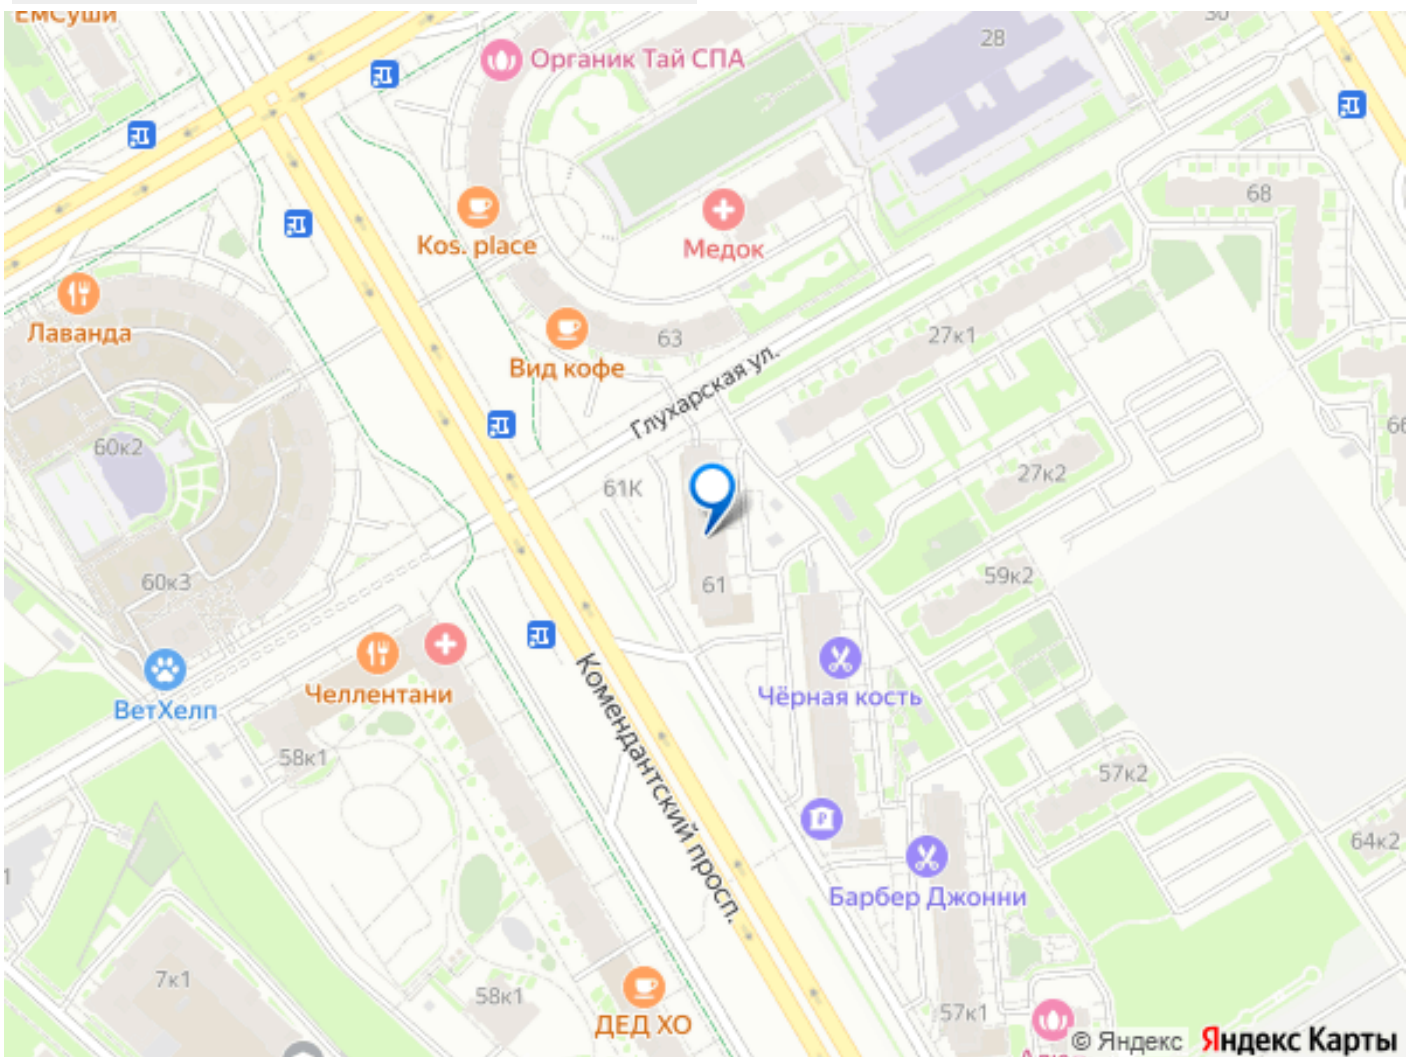 ЕмСуши
Органик Тай СПА
28
30
Kos. place
Медок
68
Лаванда
Вид кофе
63
27к1
Глухарская ул.
66
60к2
61К
27к2
60к3
61
59к2
Челлентани
Чёрная кость
ВетХелп
58к1
Комендантский просп.
57к2
64к2
1
Барбер Джонни
7к1
58к1
ДЕД ХО
57к1
© Яндекс Яндекс Карты